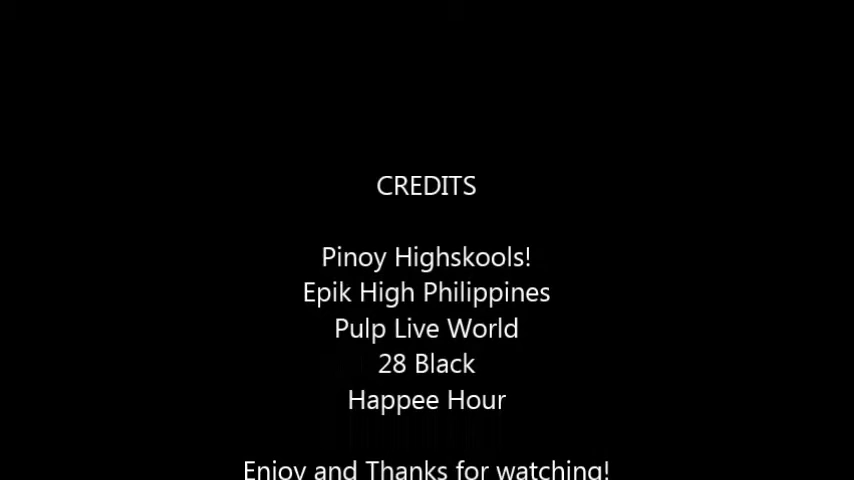 CREDITS
Pinoy Highskools!
Epik High Philippines
Pulp Live World
28 Black
Happee Hour
Enjoy and Thanks for watching!